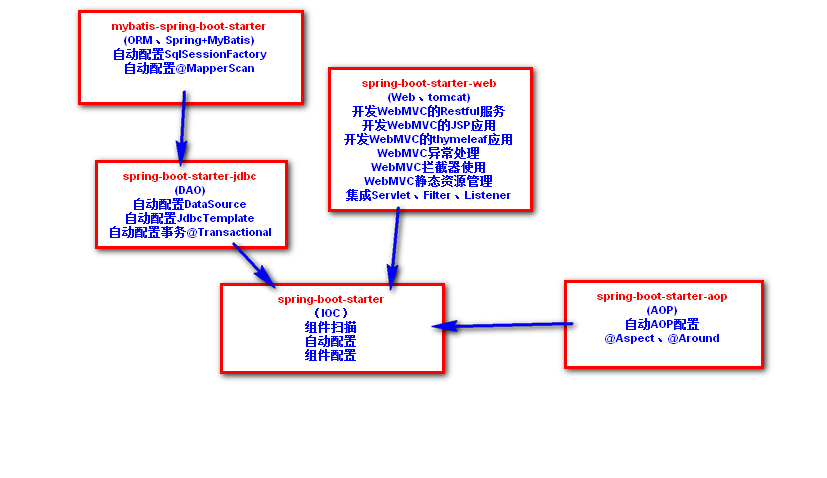 mybatis-spring-boot-starter
(ORM、Spring+MyBatis)
自动配置SqlSessionFactory
自动配置@MapperScan
spring-boot-starter-web
(Web、tomcat)
开发WebMVC的Restful服务
开发WebMVC的JSP应用
开发WebMVC的thymeleaf应用
WebMVC异常处理
WebMVC拦截器使用
WebMVC静态资源管理
集成Servlet、Filter、Listener
spring-boot-starter-jdbc
(DAO)
自动配置DataSource
自动配置JdbcTemplate
自动配置事务@Transactional
spring-boot-starter
（IOC）
组件扫描
自动配置
组件配置
spring-boot-starter-aop
(AOP)
自动AOP配置
@Aspect、@Around